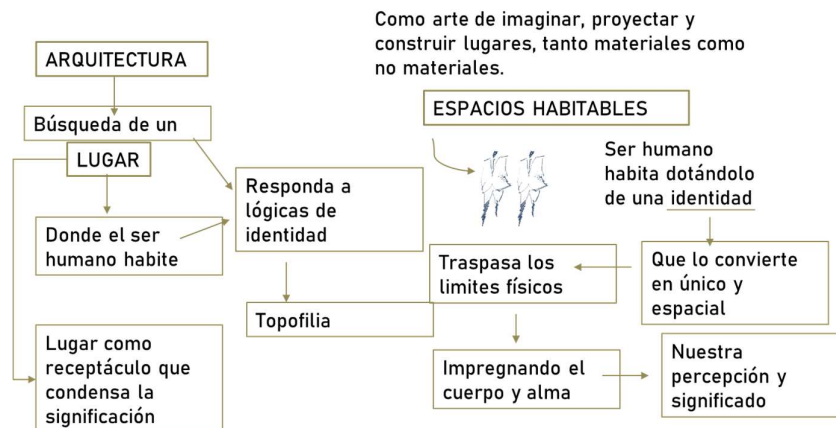 Como arte de imaginar, proyectar y
construir lugares, tanto materiales como
no materiales.
ARQUITECTURA
Búsqueda de un
LUGAR
Donde el ser
humano habite
Lugar como
receptáculo que
condensa la
significación
Responda a
lógicas de
identidad
Topofilia
ESPACIOS HABITABLES
Ser humano
habita dotándolo
de una identidad
Que lo convierte
en único y
espacial
Traspasa los
limites físicos
Impregnando el
cuerpo y alma
Nuestra
percepción y
significado